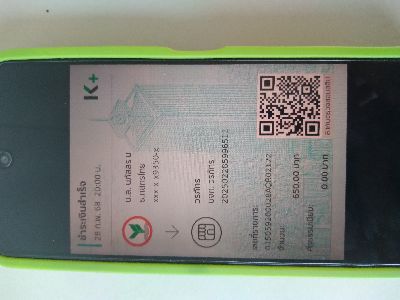 ชำระเงินสำเร็จ
28 ก.พ. 68 20:00 น.
K+
น.ส. นภัสสร น
ธ.กสิกรไทย
xxx-x-x9350-x
วรภัทร
บจก. วรภัทร
202502285996511
เลขที่รายการ:
จำนวน:
650.00 บาท
ค่าธรรมเนียม:
0.00 บาท
สแกนตรวจสอบสลิป